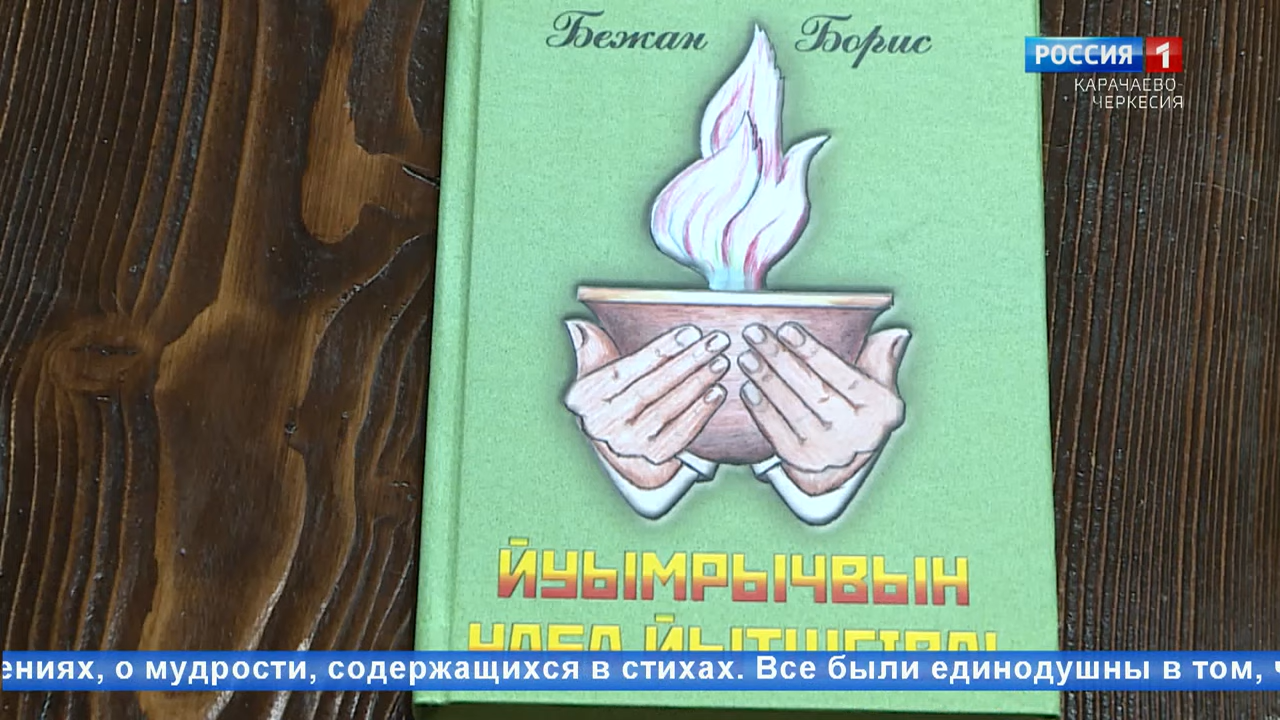 Бежан Борис
РОССИЯ 1
КАРАЧАЕВО-
ЧЕРКЕСИЯ
ЙУЫМРЫЧВЫН
ениях, о мудрости, содержащихся в стихах. Все были единодушны в том, ч